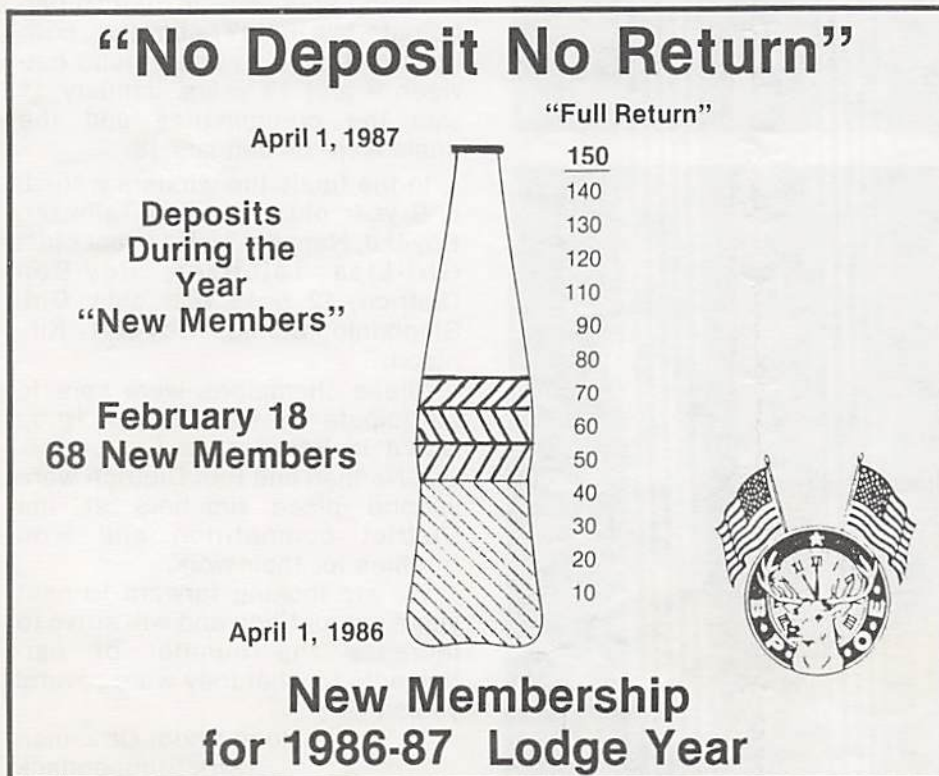 “No Deposit No Return”
April 1, 1987
“Full Return”
150
140
130
120
110
90
80
70
60
50
40
30
20
10
Deposits
During the
Year
“New Members”
February 18
68 New Members
April 1, 1986
B.P.O.E.
New Membership
for 1986-87 Lodge Year